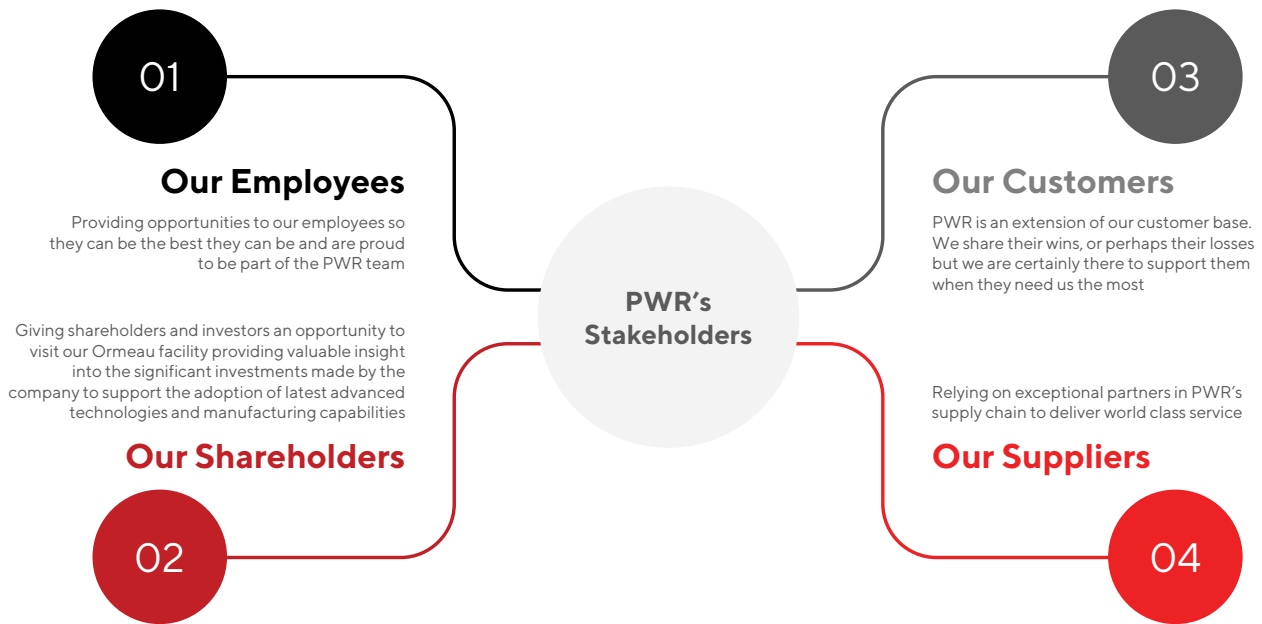 01
Our Employees
Providing opportunities to our employees so
they can be the best they can be and are proud
to be part of the PWR team
Giving shareholders and investors an opportunity to
visit our Ormeau facility providing valuable insight
into the significant investments made by the
company to support the adoption of latest advanced
technologies and manufacturing capabilities
Our Shareholders
02
PWR's
Stakeholders
03
Our Customers
PWR is an extension of our customer base.
We share their wins, or perhaps their losses
but we are certainly there to support them
when they need us the most
Relying on exceptional partners in PWR's
supply chain to deliver world class service
Our Suppliers
04